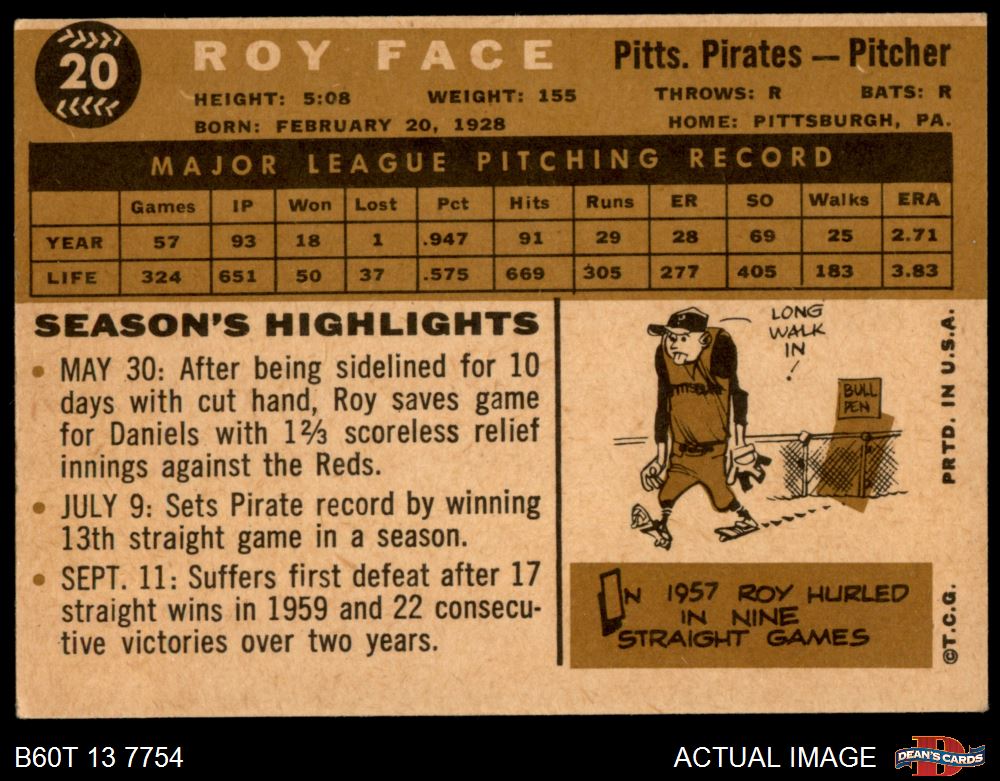 20
ROY FACE
Pitts. Pirates — Pitcher
HEIGHT: 5:08 WEIGHT: 155 THROWS: R BATS: R
BORN: FEBRUARY 20, 1928 HOME: PITTSBURGH, PA.
MAJOR LEAGUE PITCHING RECORD
Games IP Won Lost Pct Hits Runs ER SO Walks ERA
YEAR 57 93 18 1 .947 91 29 28 69 25 2.71
LIFE 324 651 50 37 .575 669 305 277 405 183 3.83
SEASON'S HIGHLIGHTS
• MAY 30: After being sidelined for 10
days with cut hand, Roy saves game
for Daniels with 1⅔ scoreless relief
innings against the Reds.
• JULY 9: Sets Pirate record by winning
13th straight game in a season.
• SEPT. 11: Suffers first defeat after 17
straight wins in 1959 and 22 consecu-
tive victories over two years.
LONG
WALK
IN
!
BULL
PEN
IN 1957 ROY HURLED
IN NINE
STRAIGHT GAMES
PRTD. IN U.S.A.
©T.C.G.
B60T 13 7754
ACTUAL IMAGE
DEAN'S CARDS